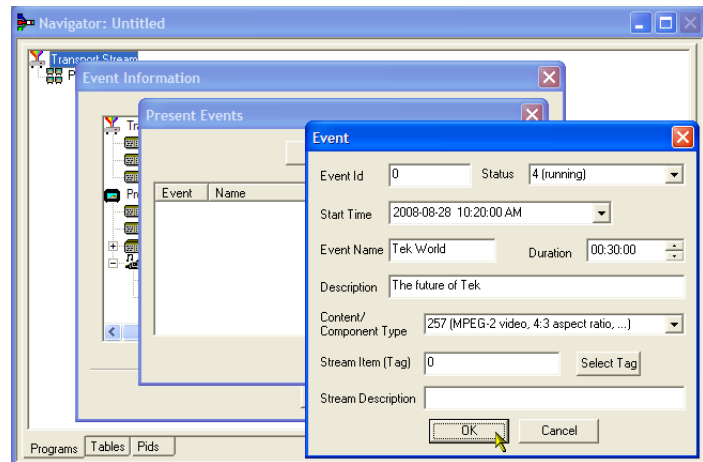 Navigator: Untitled
Transport Stream
P
Event Information
Tr
Pr
Present Events
Event Name
Event
Event Id 0 Status 4 (running)
Start Time 2008-08-28 10:20:00 AM
Event Name Tek World Duration 00:30:00
Description The future of Tek
Content/
Component Type 257 (MPEG-2 video, 4:3 aspect ratio, ...)
Stream Item (Tag) 0 Select Tag
Stream Description
OK Cancel
Programs Tables Pids